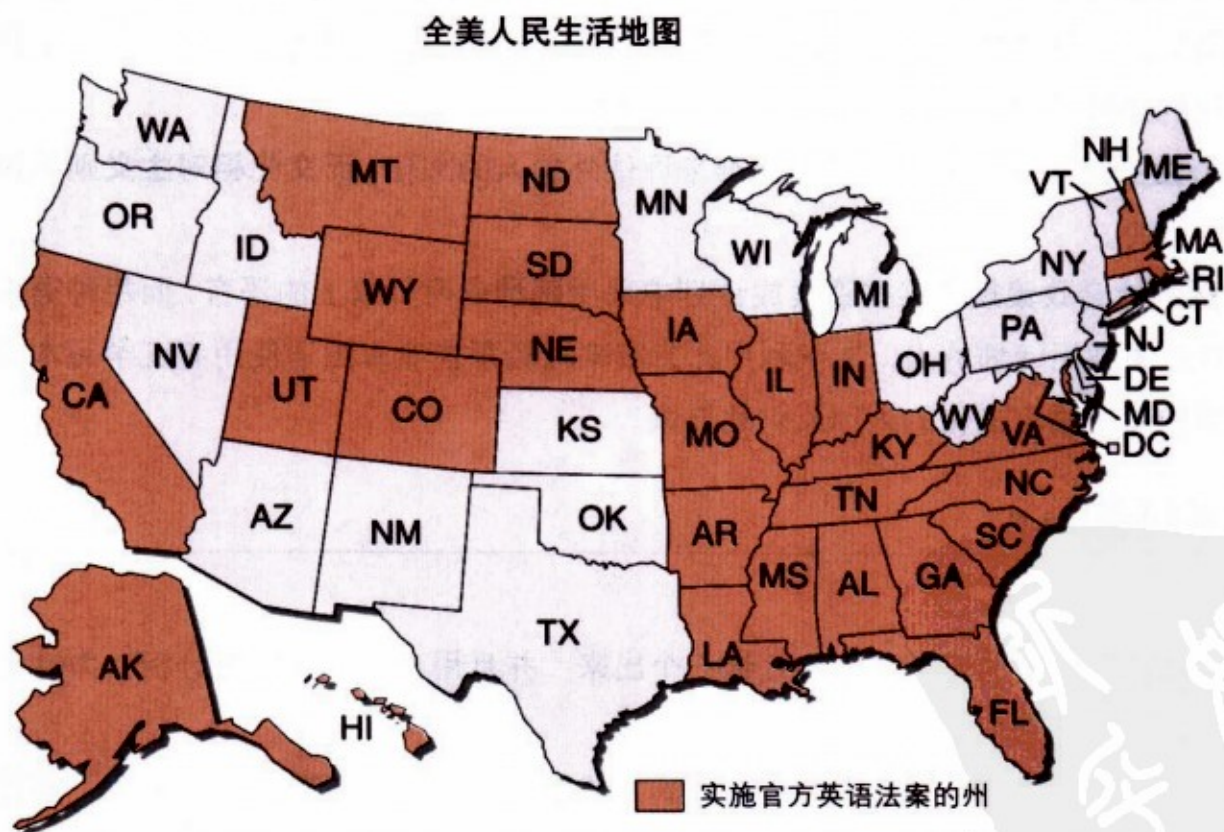 全美人民生活地图
WA
MT
ND
MN
OR
ID
SD
WI
MI
NH
VT
ME
NY
MA
RI
CT
WY
NE
IA
PA
NJ
NV
UT
CO
IL
IN
OH
DE
MD
CA
KS
MO
KY
WV
VA
DC
AZ
NM
OK
AR
TN
NC
SC
MS
AL
GA
TX
LA
FL
AK
HI
实施官方英语法案的州